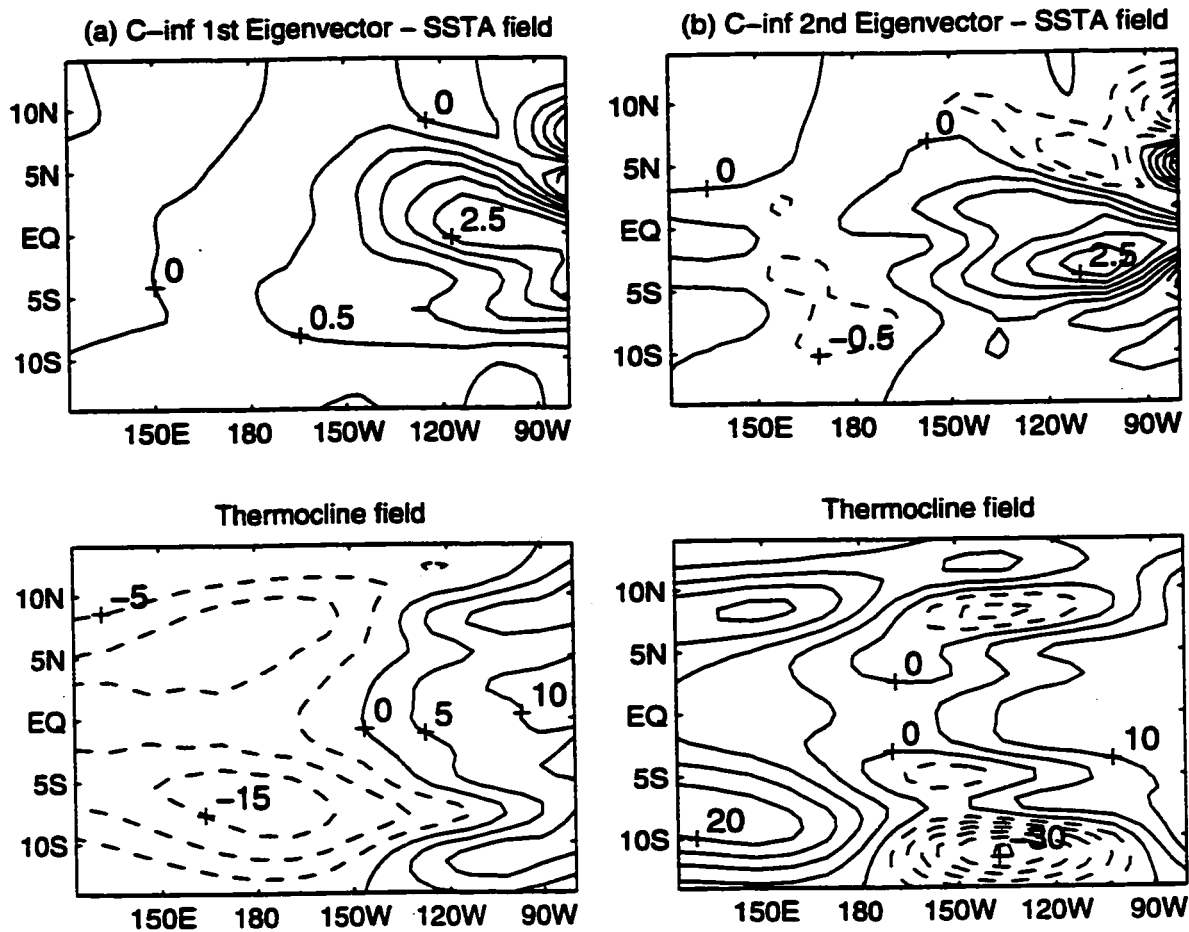 (a) C–inf 1st Eigenvector – SSTA field
10N
5N
EQ
5S
10S
0
2.5
0
0.5
150E 180 150W 120W 90W
(b) C–inf 2nd Eigenvector – SSTA field
10N
5N
EQ
5S
10S
0
0
2.5
–0.5
150E 180 150W 120W 90W
Thermocline field
10N
5N
EQ
5S
10S
–5
10
0 5
–15
150E 180 150W 120W 90W
Thermocline field
10N
5N
EQ
5S
10S
0
0 10
20
–30
150E 180 150W 120W 90W